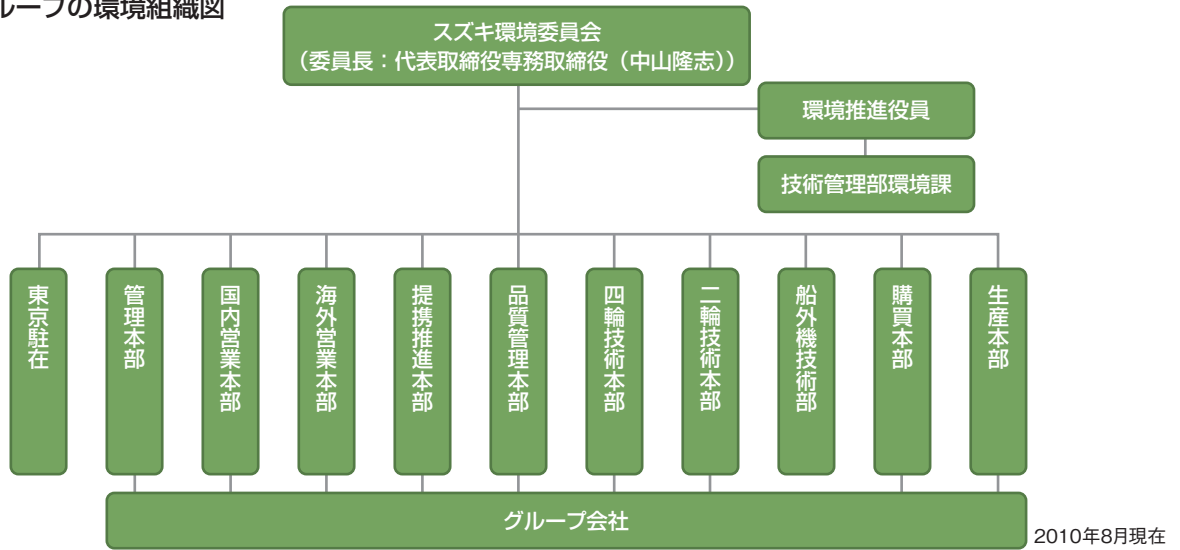 ループの環境組織図
スズキ環境委員会
（委員長：代表取締役専務取締役（中山隆志））
環境推進役員
技術管理部環境課
東京駐在
管理本部
国内営業本部
海外営業本部
提携推進本部
品質管理本部
四輪技術本部
二輪技術本部
船外機技術部
購買本部
生産本部
グループ会社
2010年8月現在